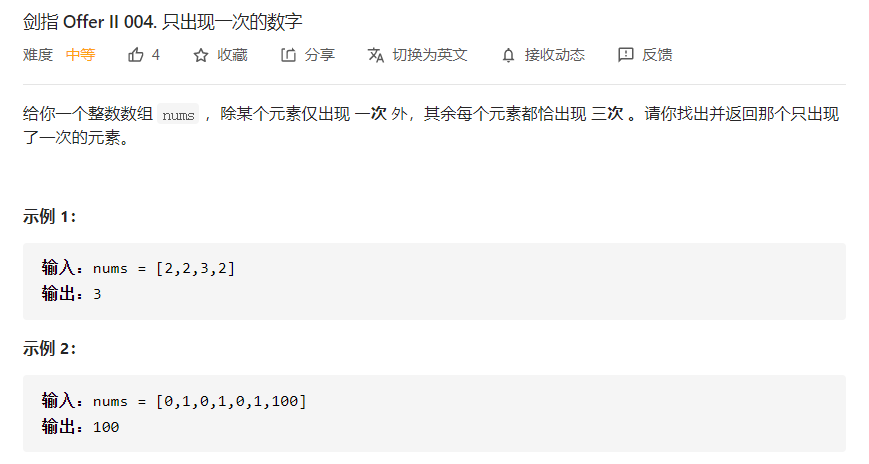 剑指 Offer II 004. 只出现一次的数字
难度 中等 4 收藏 分享 切换为英文 接收动态 反馈
给你一个整数数组 nums ，除某个元素仅出现 一次 外，其余每个元素都恰出现 三次 。请你找出并返回那个只出现
了一次的元素。
示例 1：
输入：nums = [2,2,3,2]
输出：3
示例 2：
输入：nums = [0,1,0,1,0,1,100]
输出：100